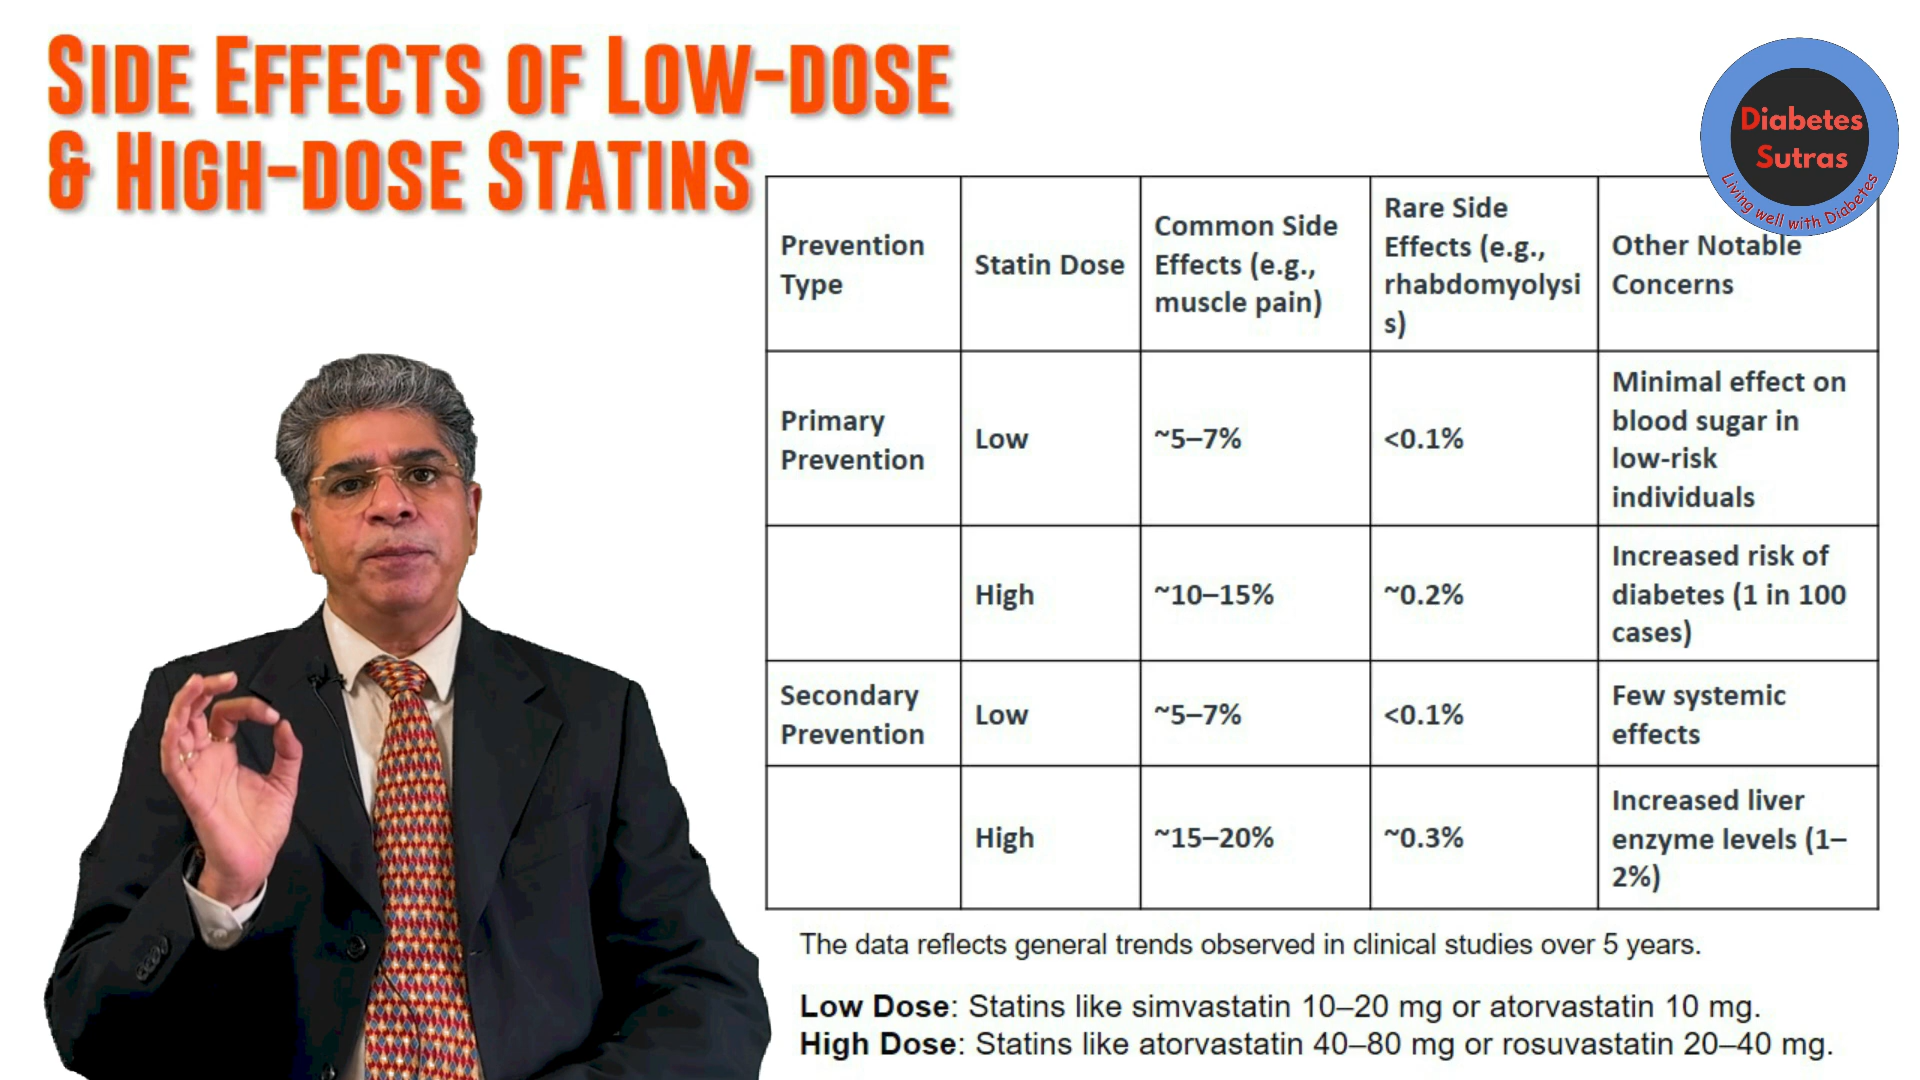 SIDE EFFECTS OF LOW-DOSE
& HIGH-DOSE STATINS
Diabetes
Sutras
Living well with Diabetes
Prevention
Type
Statin Dose
Common Side
Effects (e.g.,
muscle pain)
Rare Side
Effects (e.g.,
rhabdomyolysi
s)
Other Notable
Concerns
Primary
Prevention
Low
~5–7%
<0.1%
Minimal effect on
blood sugar in
low-risk
individuals
High
~10–15%
~0.2%
Increased risk of
diabetes (1 in 100
cases)
Secondary
Prevention
Low
~5–7%
<0.1%
Few systemic
effects
High
~15–20%
~0.3%
Increased liver
enzyme levels (1–
2%)
The data reflects general trends observed in clinical studies over 5 years.
Low Dose: Statins like simvastatin 10–20 mg or atorvastatin 10 mg.
High Dose: Statins like atorvastatin 40–80 mg or rosuvastatin 20–40 mg.